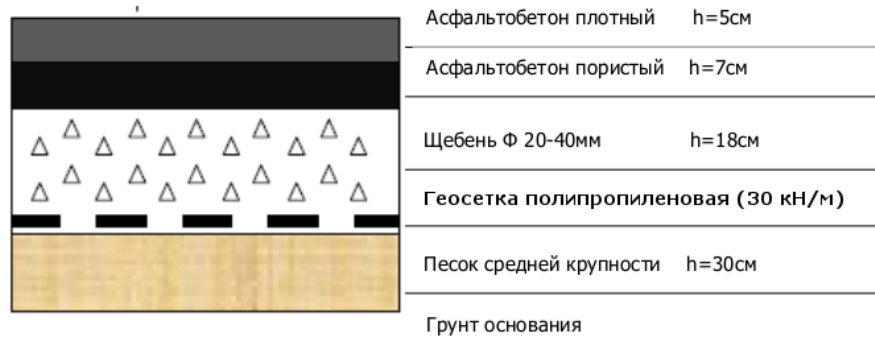 Асфальтобетон плотный h=5см
Асфальтобетон пористый h=7см
Щебень Ф 20-40мм h=18см
Геосетка полипропиленовая (30 кН/м)
Песок средней крупности h=30см
Грунт основания